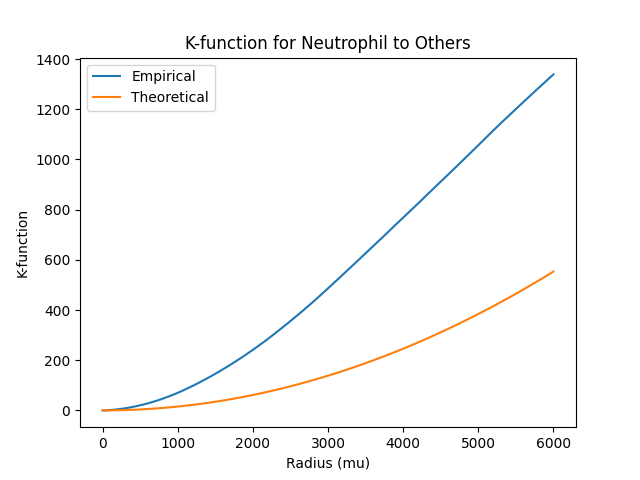 K-function for Neutrophil to Others
Empirical
Theoretical
K-function
1400
1200
1000
800
600
400
200
0
0 1000 2000 3000 4000 5000 6000
Radius (mu)